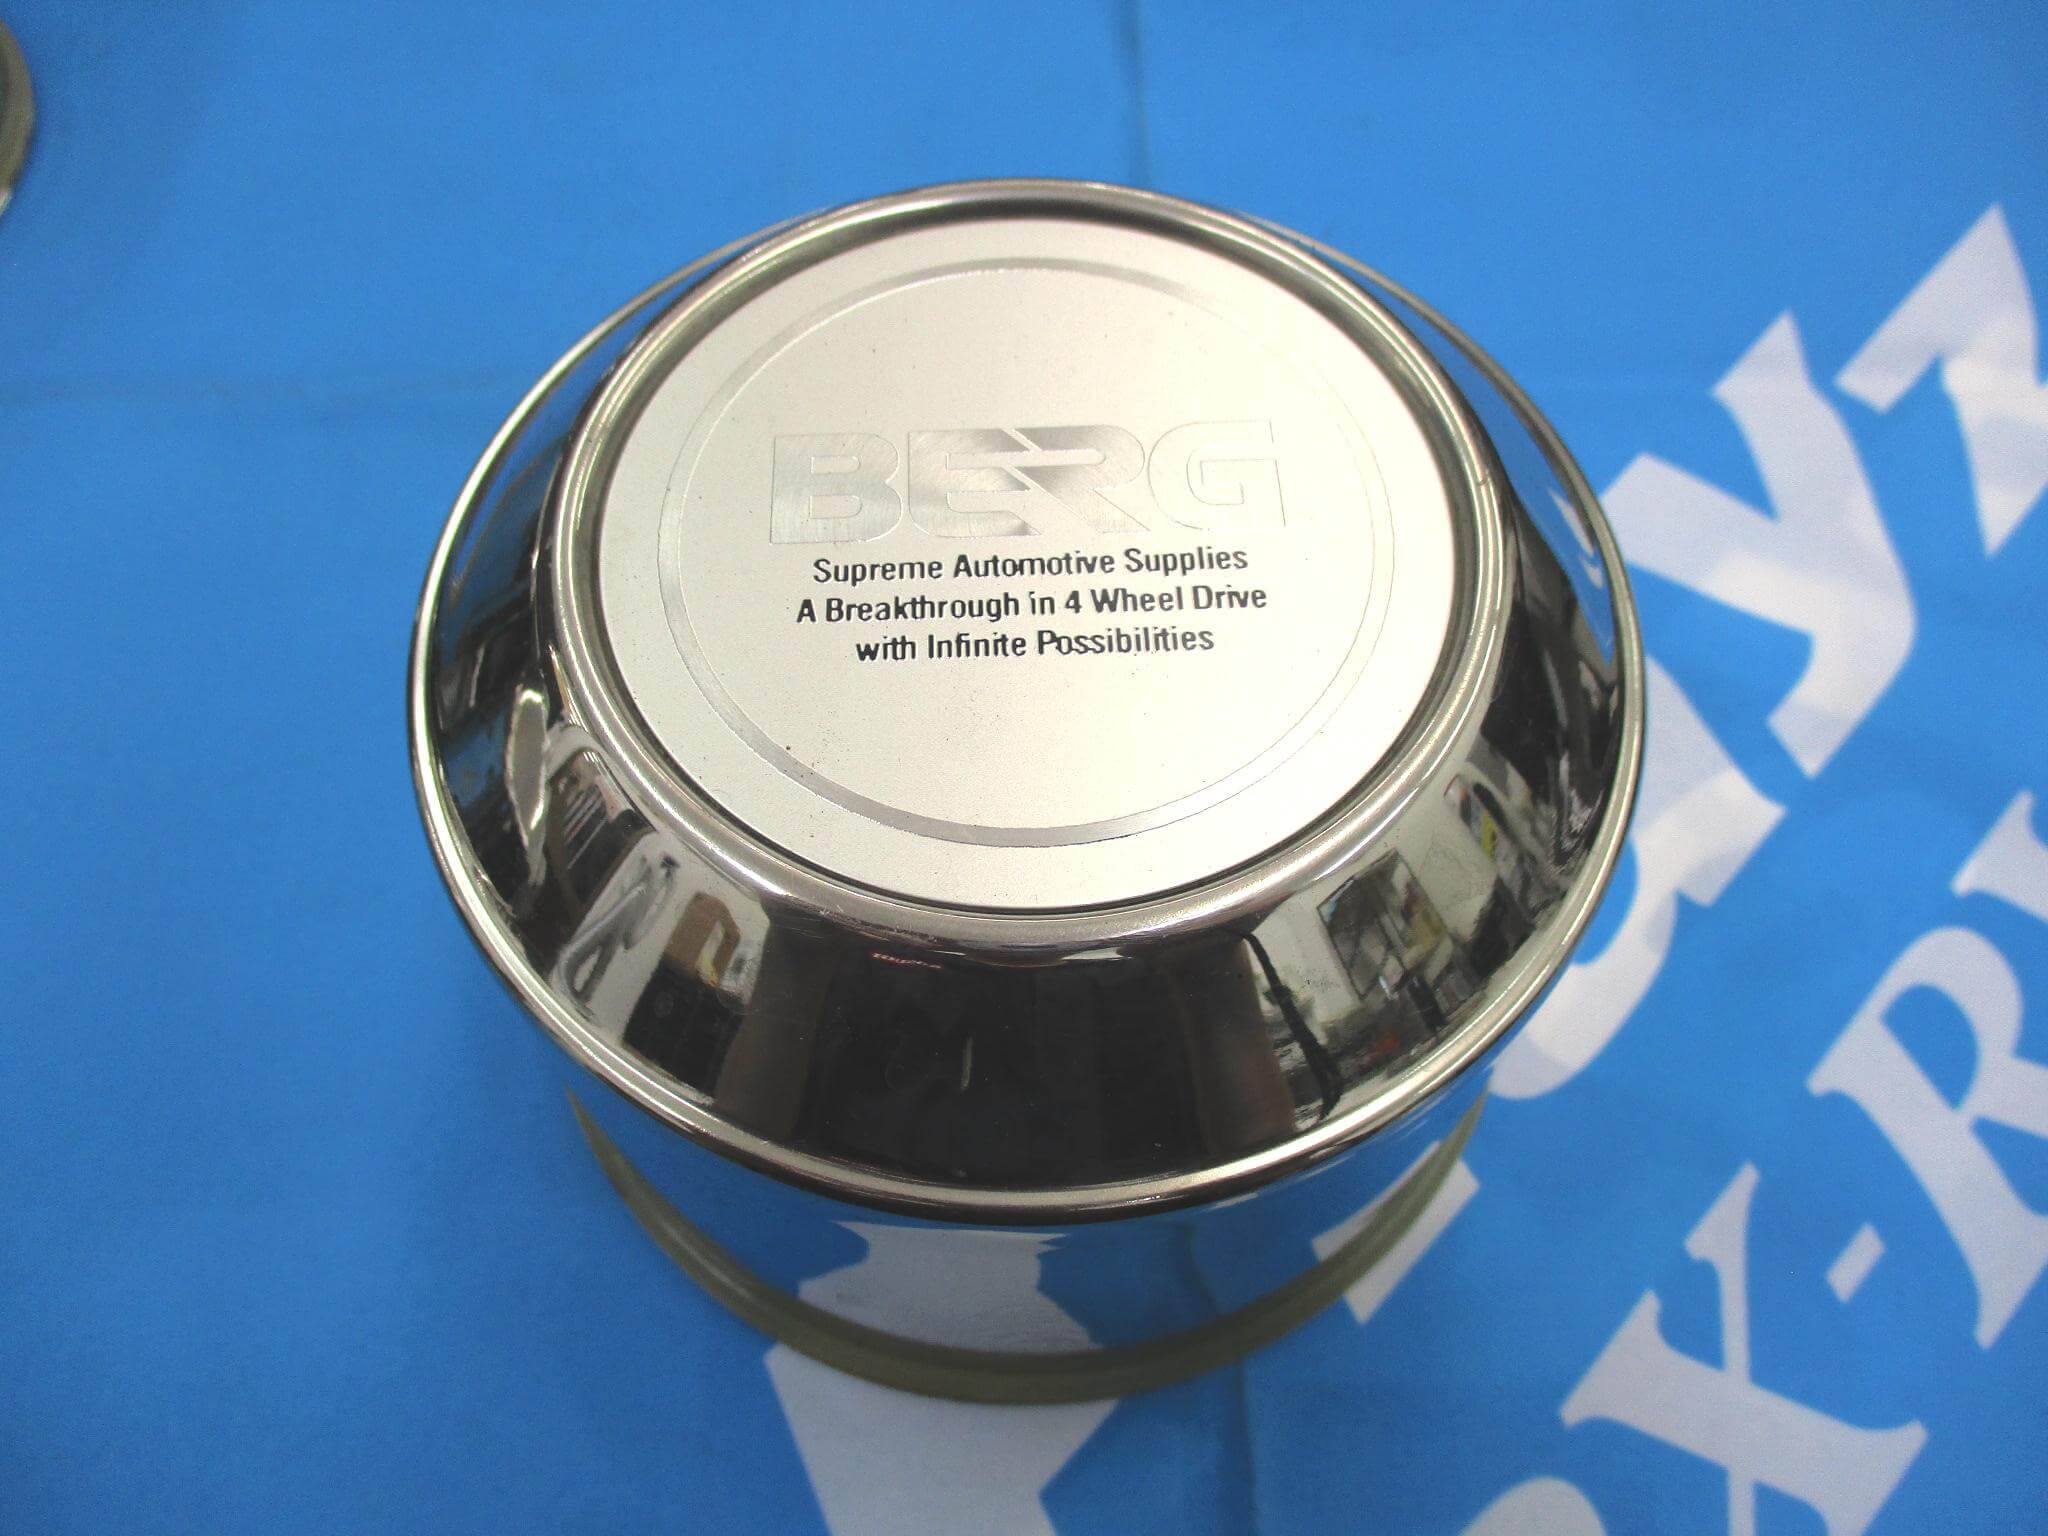 BERG
Supreme Automotive Supplies
A Breakthrough in 4 Wheel Drive
with Infinite Possibilities